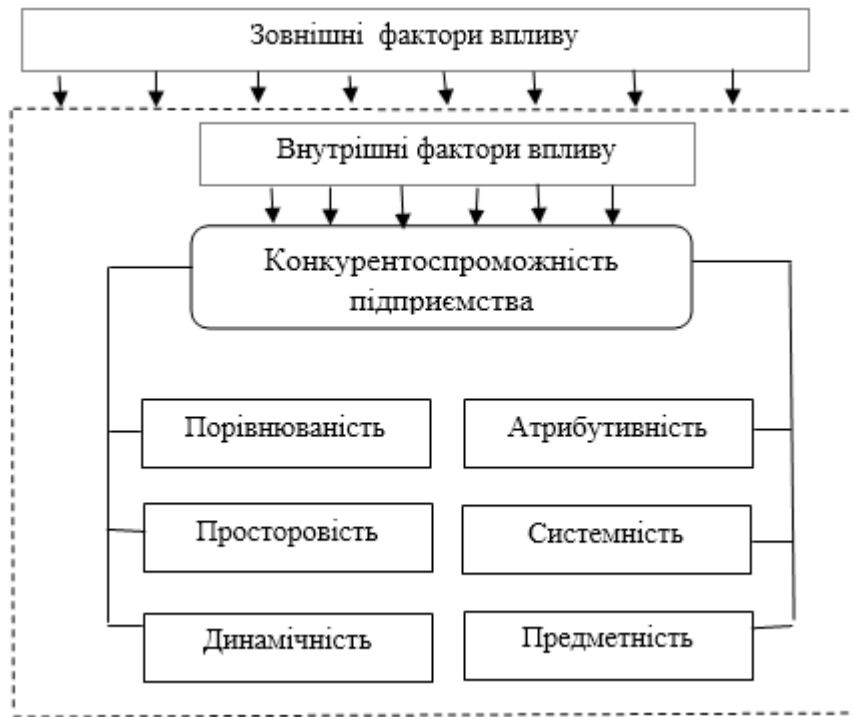 Зовнішні фактори впливу
Внутрішні фактори впливу
Конкурентоспроможність
підприємства
Порівнюваність
Атрибутивність
Просторовість
Системність
Динамічність
Предметність